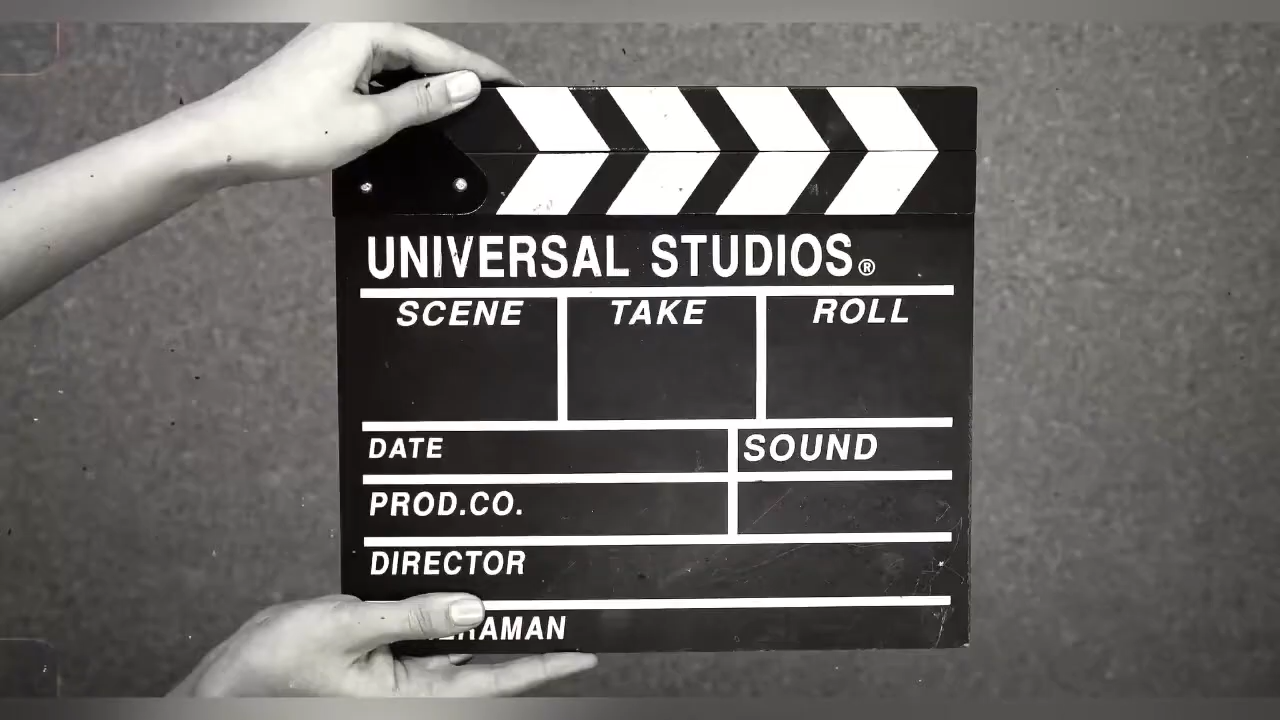 UNIVERSAL STUDIOS®
SCENE TAKE ROLL
DATE SOUND
PROD.CO.
DIRECTOR